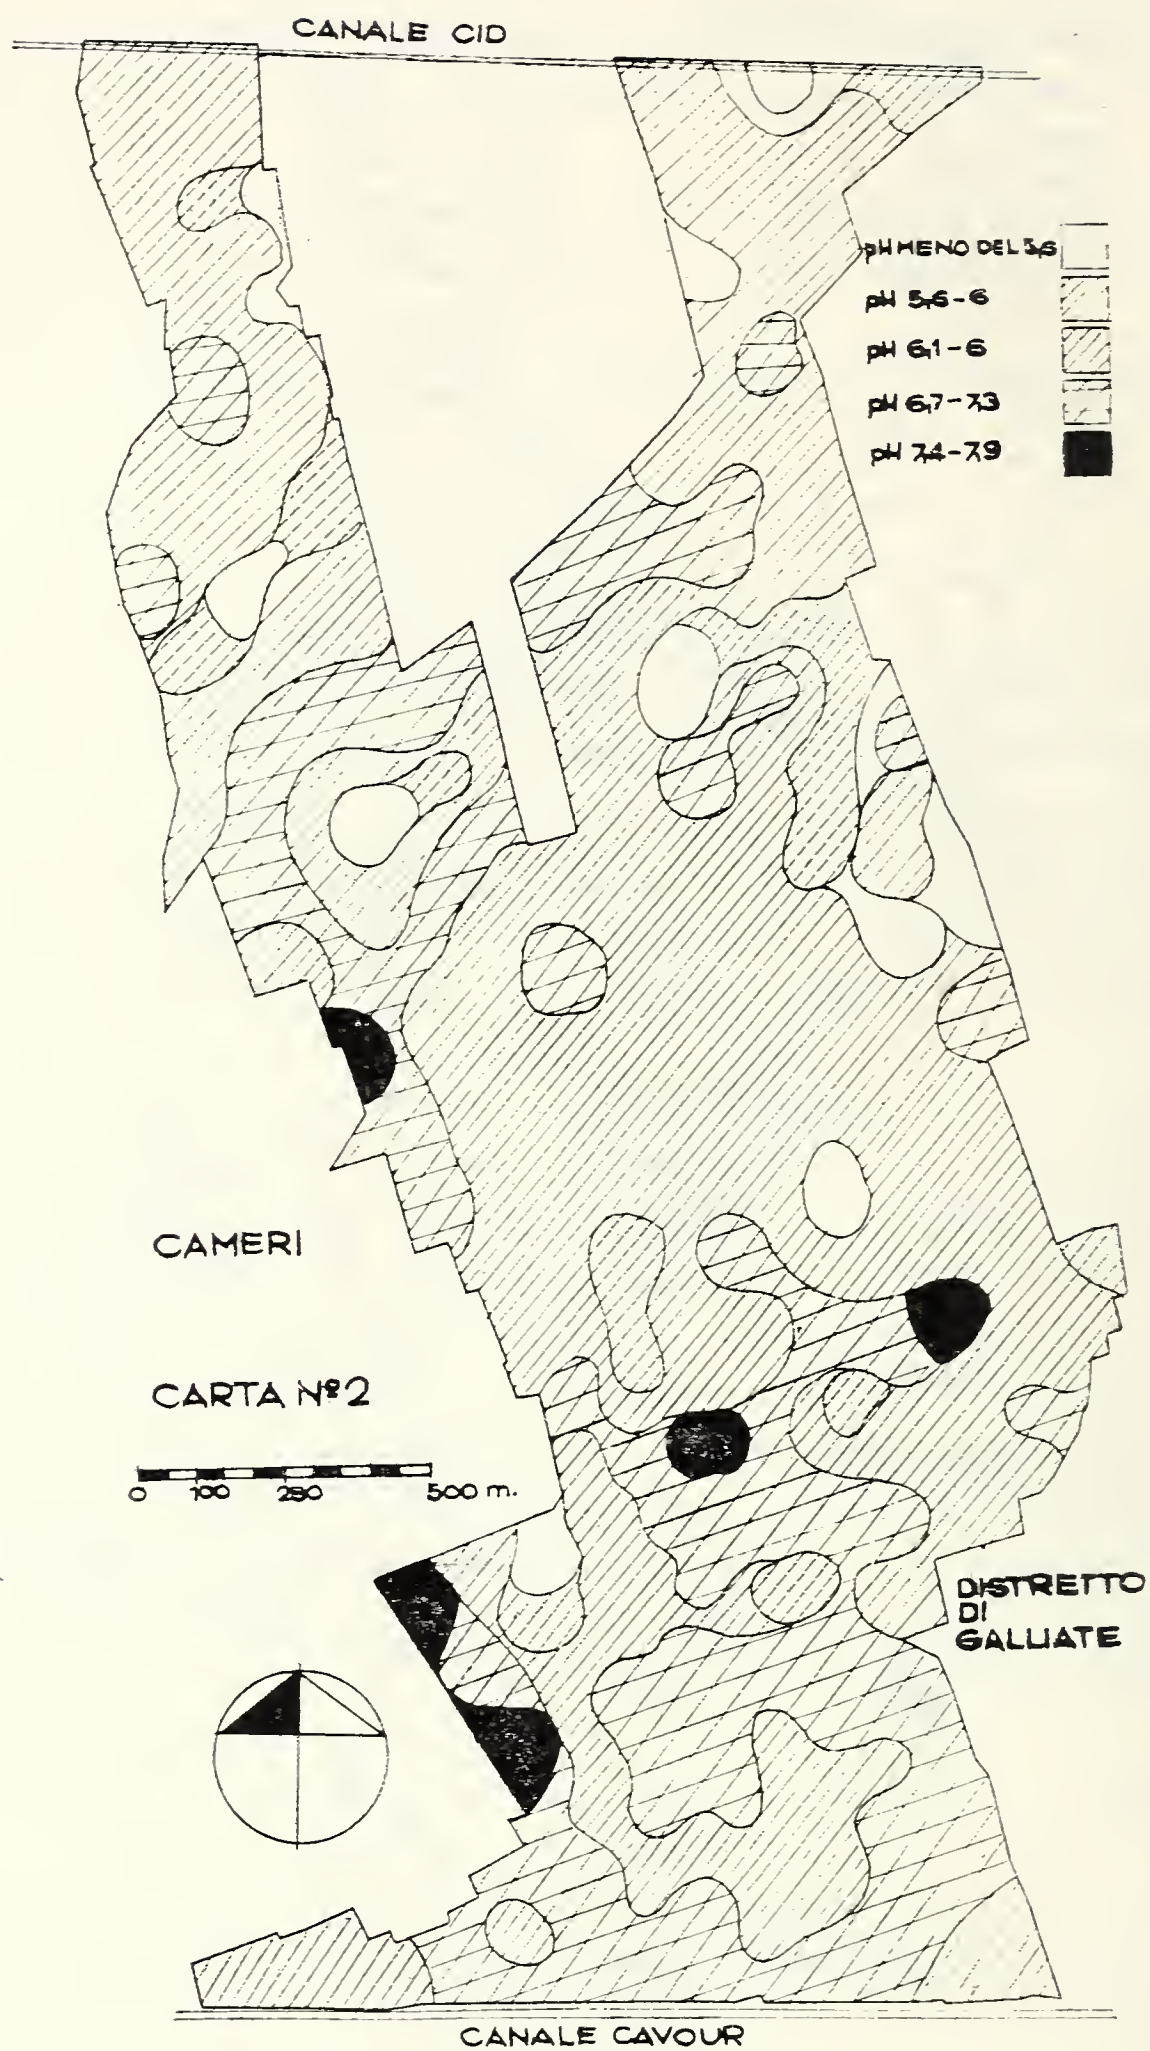 CANALE CID
pH MENO DEL 5,6
pH 5,6-6
pH 6,1-6
pH 6,7-7,3
pH 7,4-7,9
CAMERI
CARTA Nº2
0 100 250 500 m.
DISTRETTO
DI
GALLIATE
CANALE CAVOUR